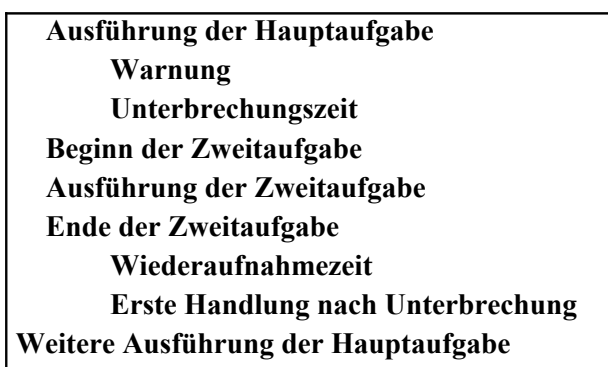 Ausführung der Hauptaufgabe
Warnung
Unterbrechungszeit
Beginn der Zweitaufgabe
Ausführung der Zweitaufgabe
Ende der Zweitaufgabe
Wiederaufnahmezeit
Erste Handlung nach Unterbrechung
Weitere Ausführung der Hauptaufgabe